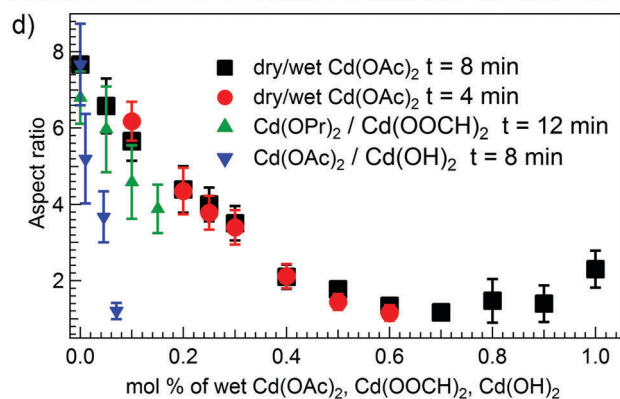 d)
8
6
4
2
Aspect ratio
dry/wet Cd(OAc)₂ t = 8 min
dry/wet Cd(OAc)₂ t = 4 min
Cd(OPr)₂ / Cd(OOCH)₂ t = 12 min
Cd(OAc)₂ / Cd(OH)₂ t = 8 min
0.0 0.2 0.4 0.6 0.8 1.0
mol % of wet Cd(OAc)₂, Cd(OOCH)₂, Cd(OH)₂